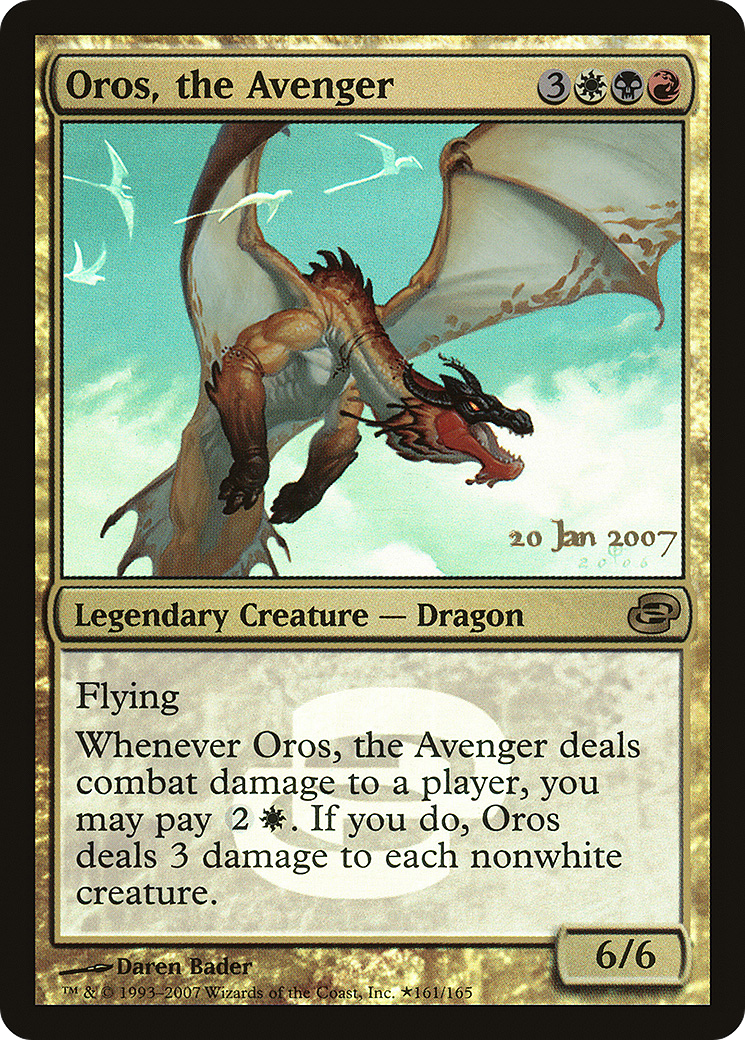 Oros, the Avenger 3
20 Jan 2007
2006
Legendary Creature — Dragon
Flying
Whenever Oros, the Avenger deals
combat damage to a player, you
may pay 2 . If you do, Oros
deals 3 damage to each nonwhite
creature.
6/6
Daren Bader
™ & © 1993–2007 Wizards of the Coast, Inc. ★161/165